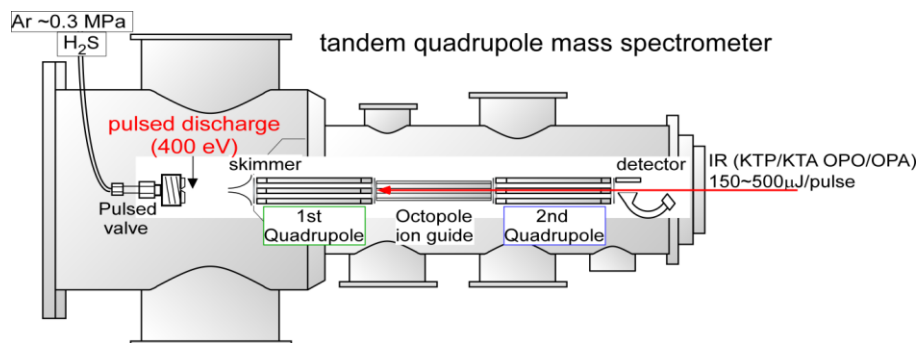 Ar ~0.3 MPa
H₂S
tandem quadrupole mass spectrometer
pulsed discharge
(400 eV)
skimmer
detector
IR (KTP/KTA OPO/OPA)
150~500μJ/pulse
Pulsed
valve
1st
Quadrupole
Octopole
ion guide
2nd
Quadrupole